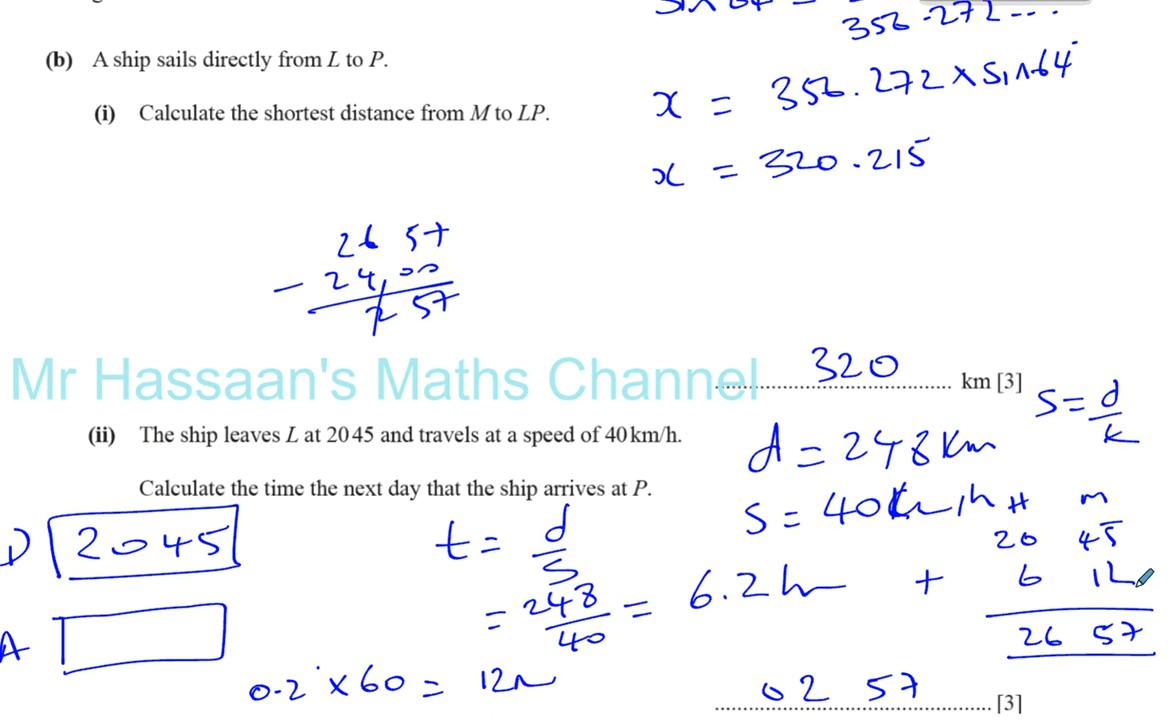 356.272...
(b) A ship sails directly from L to P.
x = 356.272 × sin 64°
(i) Calculate the shortest distance from M to LP.
x = 320.215
26 57
− 24,00
2 57
Mr Hassaan's Maths Channel
320 km [3]
s = d/t
(ii) The ship leaves L at 2045 and travels at a speed of 40 km/h.
d = 248 km
Calculate the time the next day that the ship arrives at P.
s = 40 km/h
D 2045
t = d/s
H m
20 45
= 248/40 = 6.2 h
+ 6 12
26 57
A
0.2 × 60 = 12m
02 57 [3]